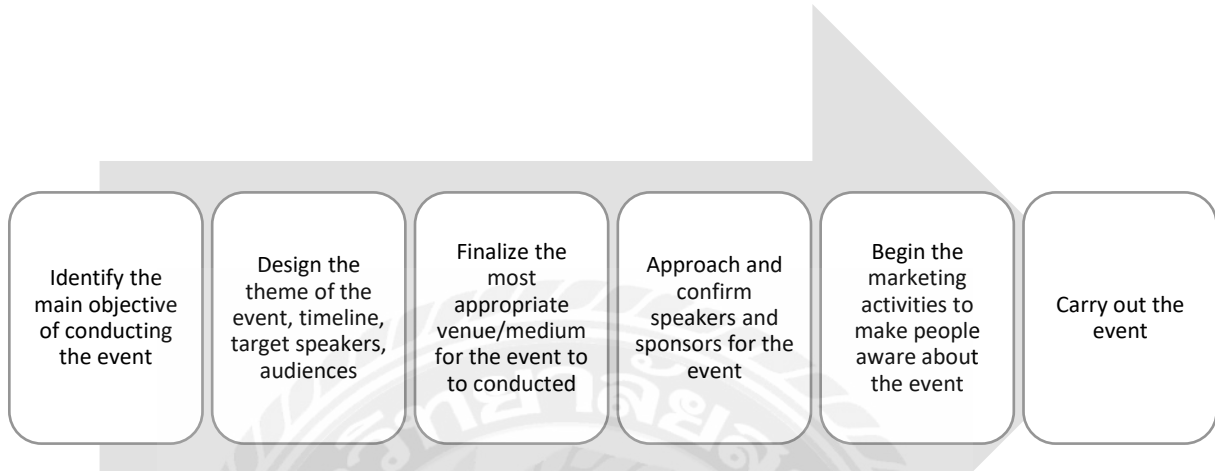 Identify the
main objective
of conducting
the event
Design the
theme of the
event, timeline,
target speakers,
audiences
Finalize the
most
appropriate
venue/medium
for the event to
to conducted
Approach and
confirm
speakers and
sponsors for the
event
Begin the
marketing
activities to
make people
aware about
the event
Carry out the
event